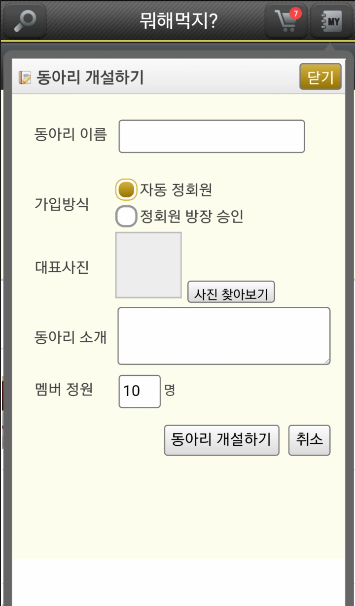 뭐해먹지?
7
MY
동아리 개설하기
닫기
동아리 이름
가입방식
자동 정회원
정회원 방장 승인
대표사진
사진 찾아보기
동아리 소개
멤버 정원
10 명
동아리 개설하기 취소